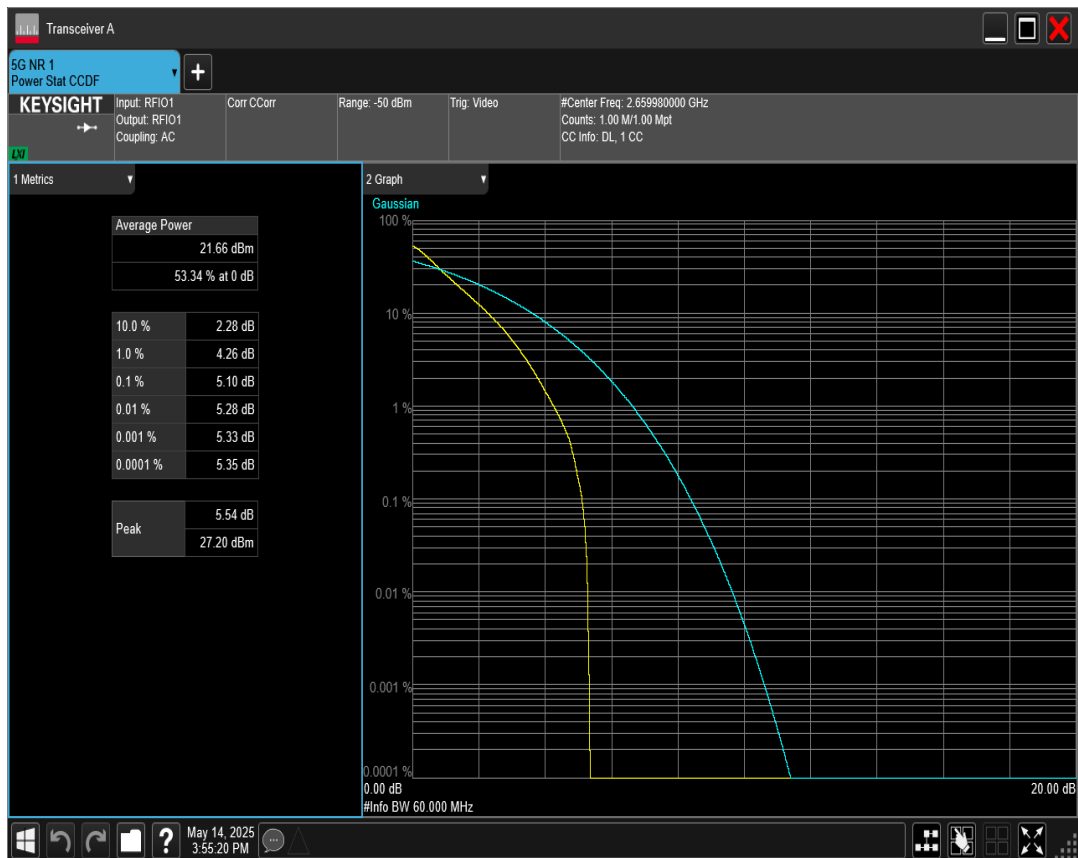 Transceiver A
5G NR 1
Power Stat CCDF
KEYSIGHT
LXI
Input: RFIO1
Output: RFIO1
Coupling: AC
Corr CCorr
Range: -50 dBm
Trig: Video
#Center Freq: 2.659980000 GHz
Counts: 1.00 M/1.00 Mpt
CC Info: DL, 1 CC
1 Metrics
Average Power
21.66 dBm
53.34 % at 0 dB
10.0 % 2.28 dB
1.0 % 4.26 dB
0.1 % 5.10 dB
0.01 % 5.28 dB
0.001 % 5.33 dB
0.0001 % 5.35 dB
Peak
5.54 dB
27.20 dBm
2 Graph
Gaussian
100 %
10 %
1 %
0.1 %
0.01 %
0.001 %
0.0001 %
0.00 dB 20.00 dB
#Info BW 60.000 MHz
?
May 14, 2025
3:55:20 PM